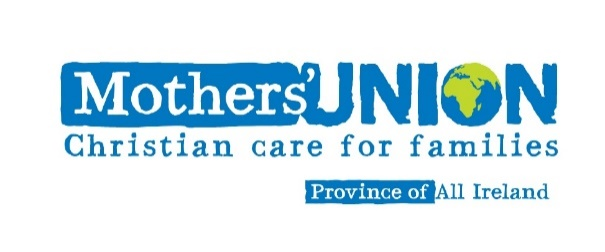 Mothers' UNION
Christian care for families
Province of All Ireland